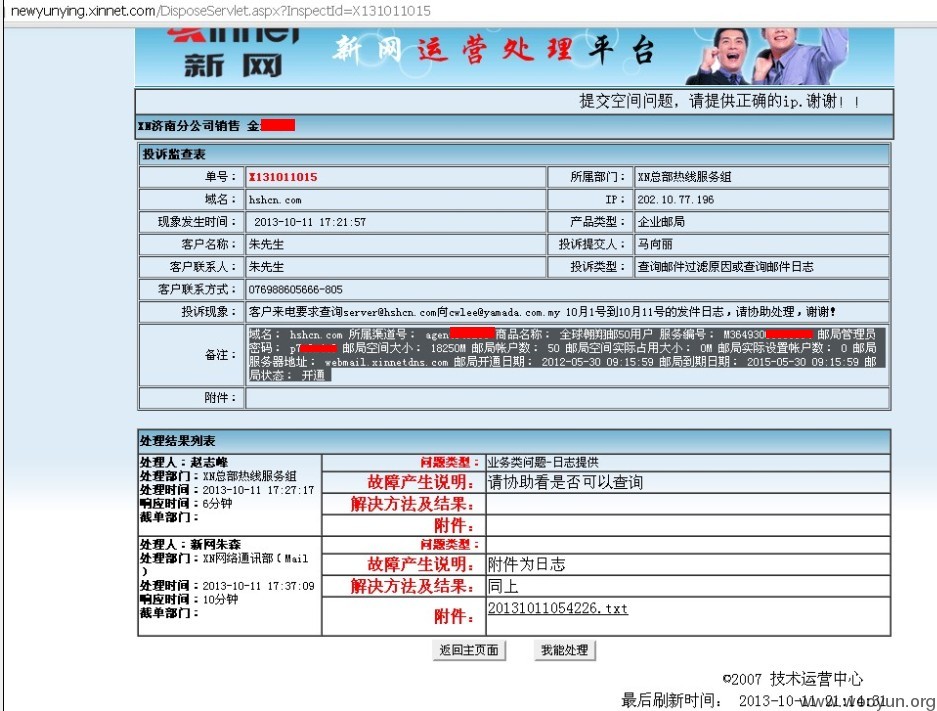 newyunying.xinnet.com/DisposeServlet.aspx?InspectId=X131011015
xinnet
新网 新网运营处理平台
提交空间问题，请提供正确的ip.谢谢！！
XN济南分公司销售 金
投诉监查表
单号： X131011015 所属部门： XN总部热线服务组
域名： hshcn.com IP： 202.10.77.196
现象发生时间： 2013-10-11 17:21:57 产品类型： 企业邮局
客户名称： 朱先生 投诉提交人： 马向丽
客户联系人： 朱先生 投诉类型： 查询邮件过滤原因或查询邮件日志
客户联系方式： 076988605666-805
投诉现象： 客户来电要求查询server@hshcn.com向cwlee@yamada.com.my 10月1号到10月11号的发件日志，请协助处理，谢谢！
域名： hshcn.com 所属渠道号： agen 商品名称： 全球翱翔邮50用户 服务编号： M364930 邮局管理员
备注： 密码： p7 邮局空间大小： 18250M 邮局帐户数： 50 邮局空间实际占用大小： 0M 邮局实际设置帐户数： 0 邮局
服务器地址： webmail.xinnetdns.com 邮局开通日期： 2012-05-30 09:15:59 邮局到期日期： 2015-05-30 09:15:59 邮
局状态： 开通
附件：
处理结果列表
处理人：赵志峰 问题类型： 业务类问题-日志提供
处理部门：XN总部热线服务组 故障产生说明： 请协助看是否可以查询
处理时间：2013-10-11 17:27:17
响应时间：6分钟 解决方法及结果：
截单部门： 附件：
处理人：新网朱森 问题类型：
处理部门：XN网络通讯部(Mail
) 故障产生说明： 附件为日志
处理时间：2013-10-11 17:37:09 解决方法及结果： 同上
响应时间：10分钟
截单部门： 附件： 20131011054226.txt
返回主页面 我能处理
©2007 技术运营中心
最后刷新时间： 2013-10-11 21:14:31
www.wooyun.org